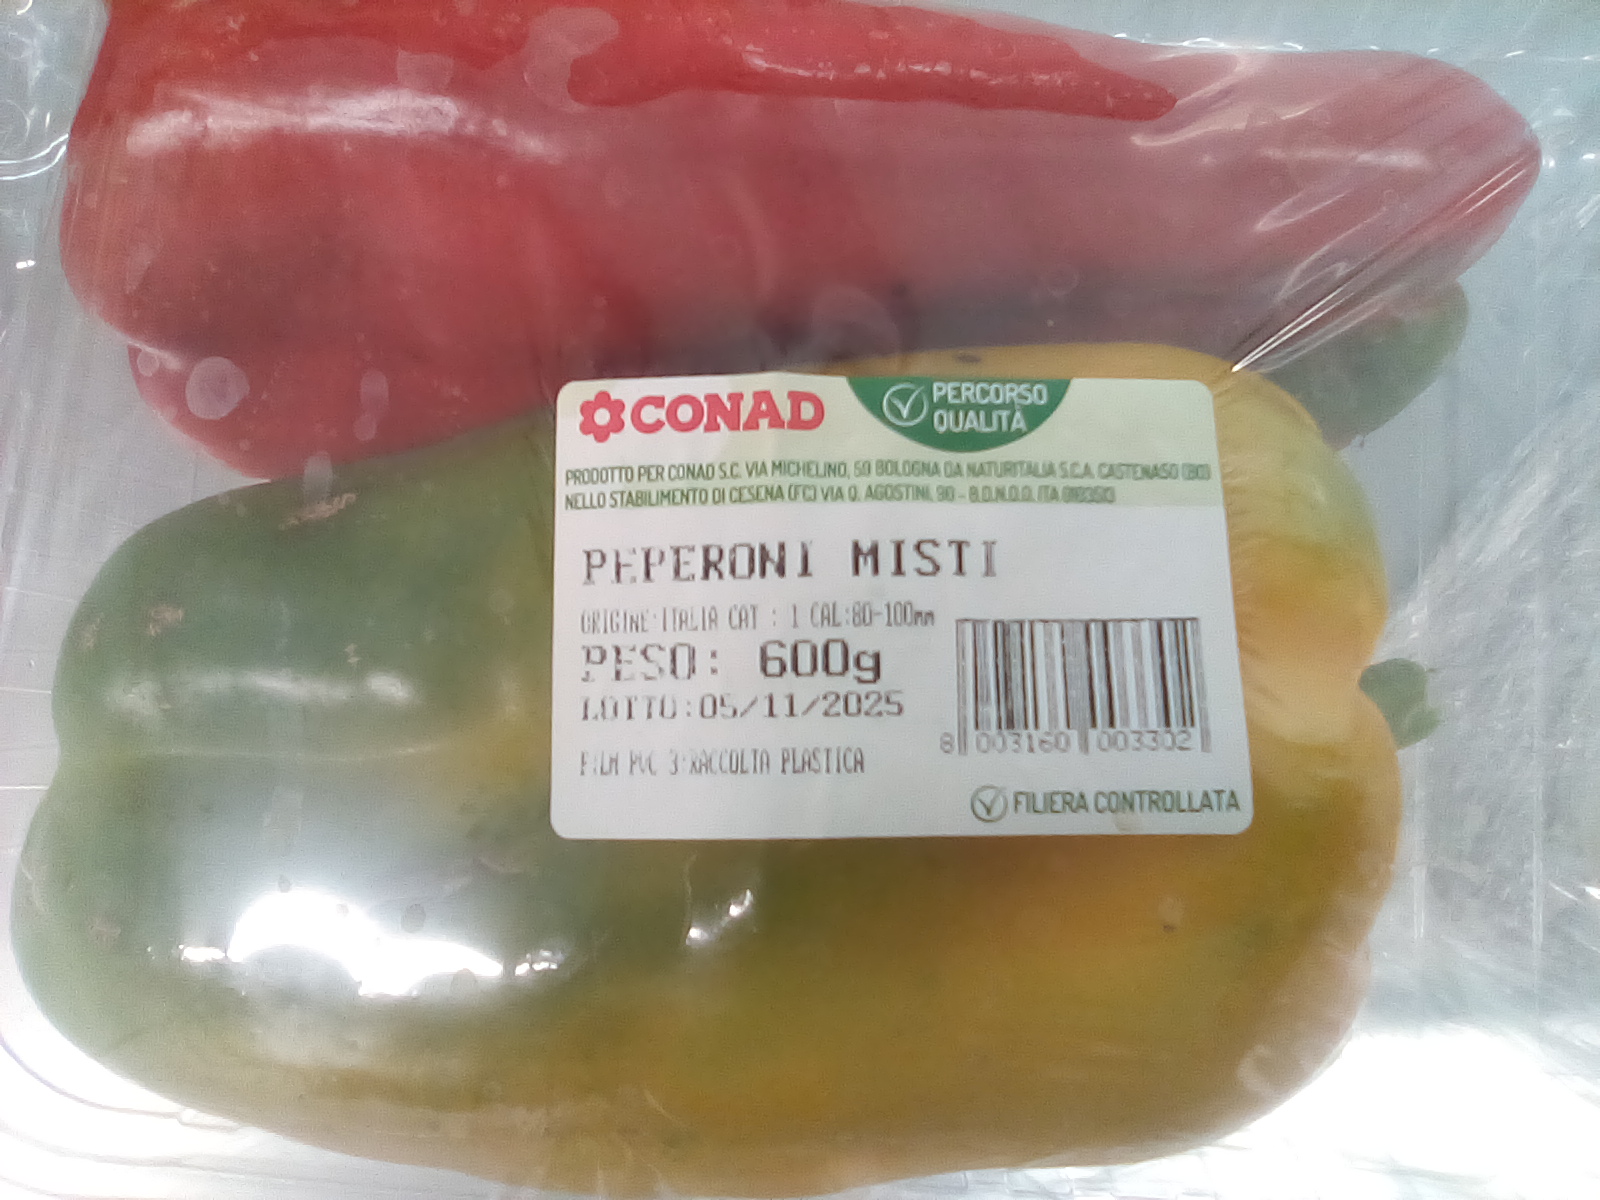 CONAD
PERCORSO
QUALITÀ
PRODOTTO PER CONAD S.C. VIA MICHELINO, 59 BOLOGNA DA NATURITALIA S.C.A. CASTENASO (BO)
NELLO STABILIMENTO DI CESENA (FC) VIA Q. AGOSTINI, 90 - B.D.N.O.O. ITA
PEPERONI MISTI
ORIGINE:ITALIA CAT : 1 CAL:80-100mm
PESO: 600g
LOTTO:05/11/2025
8 003160 003302
FILM PVC 3 RACCOLTA PLASTICA
FILIERA CONTROLLATA